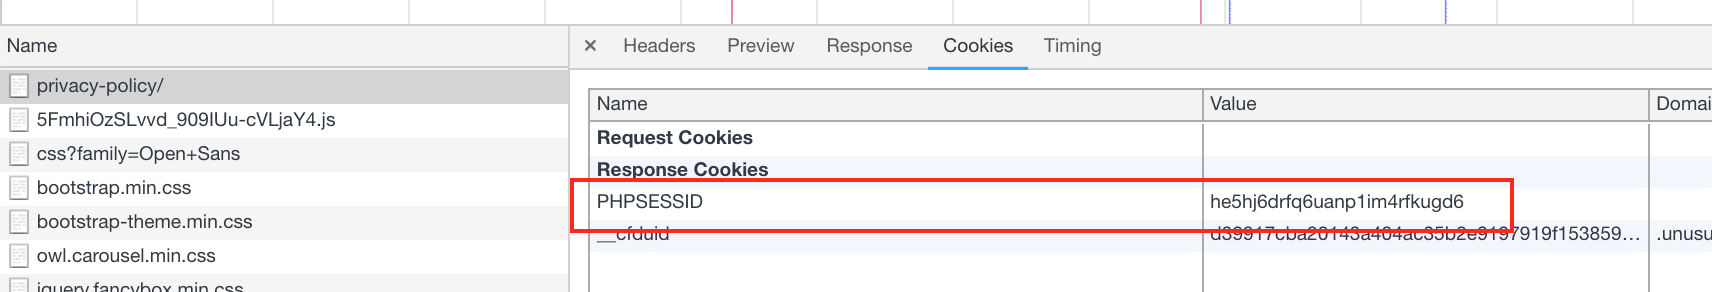 Name
privacy-policy/
5FmhiOzSLvvd_909IUu-cVLjaY4.js
css?family=Open+Sans
bootstrap.min.css
bootstrap-theme.min.css
owl.carousel.min.css
jquery.fancybox.min.css
× Headers Preview Response Cookies Timing
Name Value Domai
Request Cookies
Response Cookies
PHPSESSID he5hj6drfq6uanp1im4rfkugd6
__cfduid d39917cba20143a404ac35b2e9197919f153859... .unusu